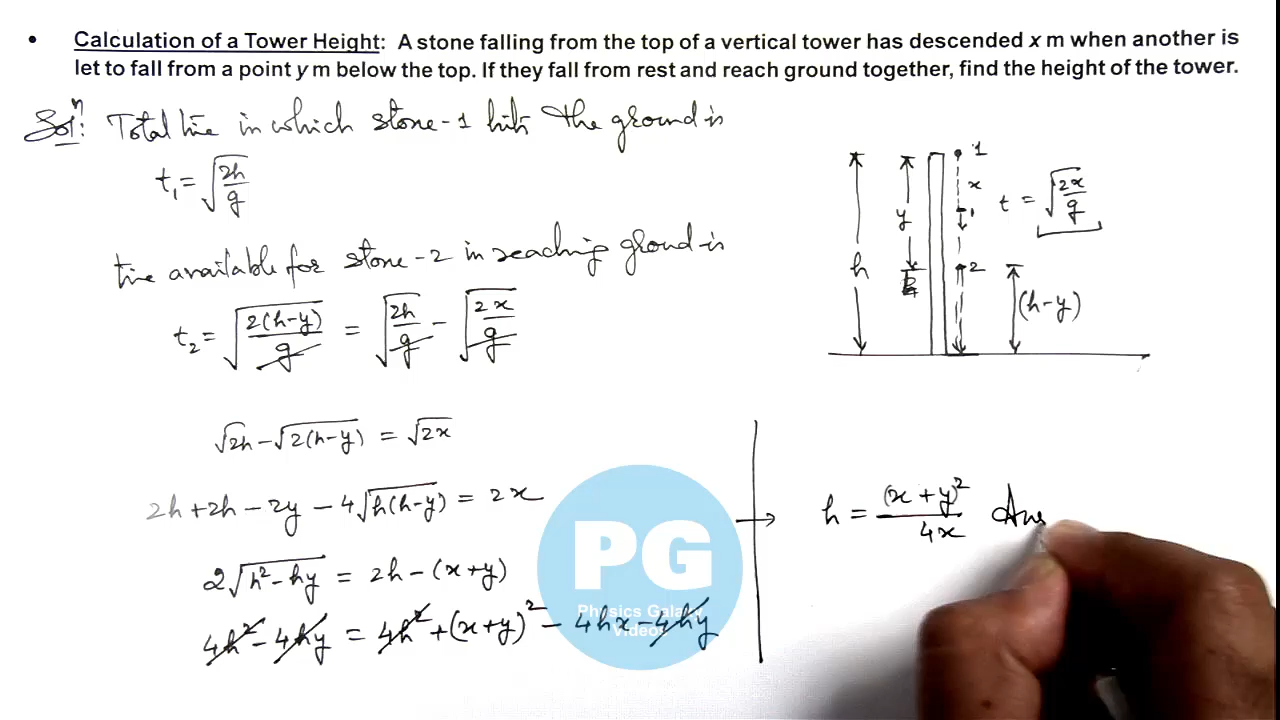 • Calculation of a Tower Height: A stone falling from the top of a vertical tower has descended x m when another is
let to fall from a point y m below the top. If they fall from rest and reach ground together, find the height of the tower.
Solⁿ: Total time in which stone-1 hits the ground is
t₁ = √(2h/g)
time available for stone-2 in reaching ground is
t₂ = √(2(h-y)/g) = √(2h/g) - √(2x/g)
√2h - √2(h-y) = √2x
2h + 2h - 2y - 4√h(h-y) = 2x
2√h² - hy = 2h - (x+y)
4h² - 4hy = 4h² + (x+y)² - 4hx - 4hy
1
x
t = √(2x/g)
1
y
h
2
(h-y)
h = (x+y)²/4x Ans
PG
Physics Galaxy
Videos